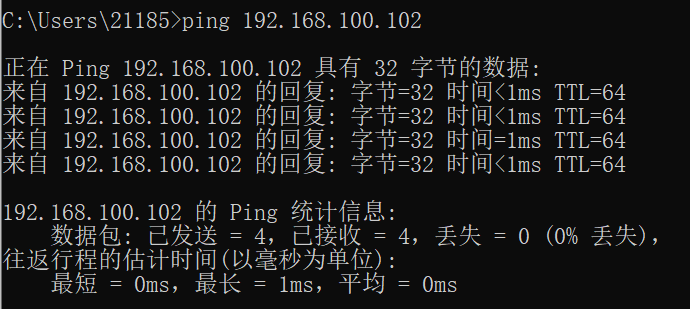 C:\Users\21185>ping 192.168.100.102
正在 Ping 192.168.100.102 具有 32 字节的数据:
来自 192.168.100.102 的回复: 字节=32 时间<1ms TTL=64
来自 192.168.100.102 的回复: 字节=32 时间<1ms TTL=64
来自 192.168.100.102 的回复: 字节=32 时间=1ms TTL=64
来自 192.168.100.102 的回复: 字节=32 时间<1ms TTL=64
192.168.100.102 的 Ping 统计信息:
数据包: 已发送 = 4，已接收 = 4，丢失 = 0 (0% 丢失)，
往返行程的估计时间(以毫秒为单位):
最短 = 0ms，最长 = 1ms，平均 = 0ms